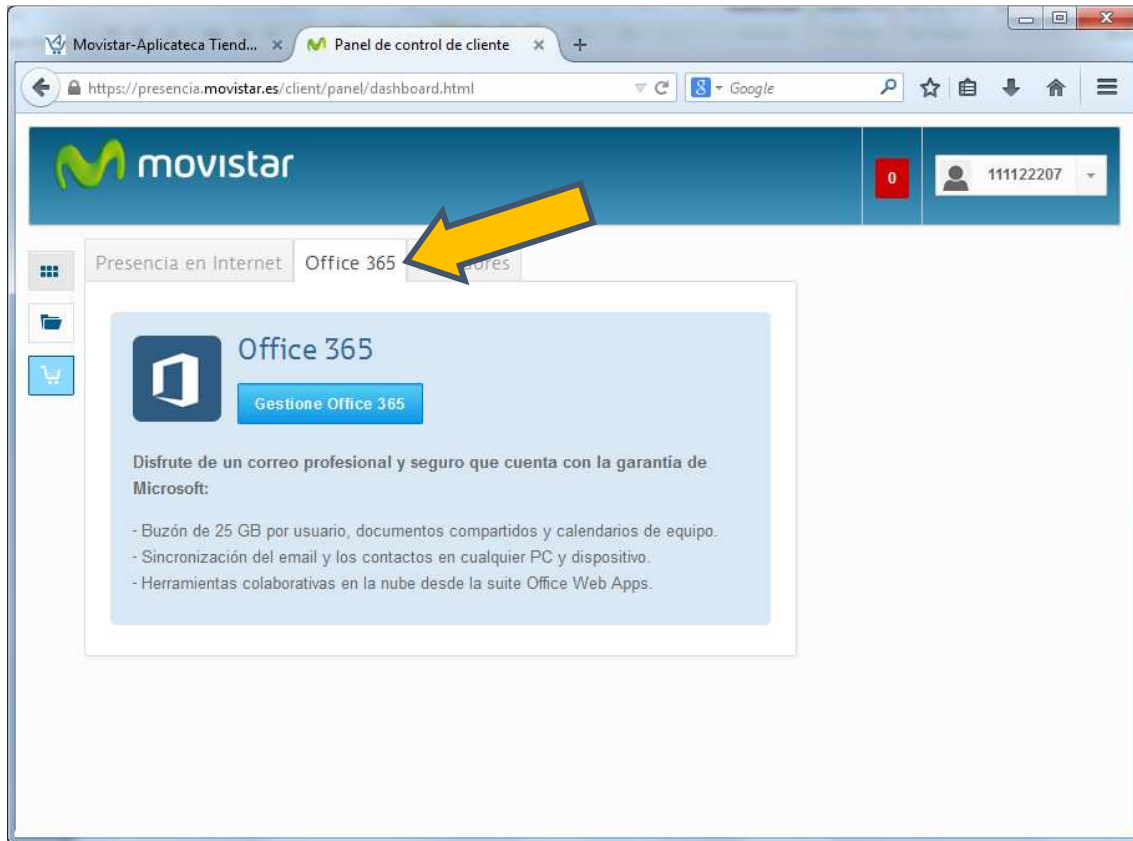 Movistar-Aplicateca Tiend...
Panel de control de cliente
https://presencia.movistar.es/client/panel/dashboard.html
Google
movistar
0
111122207
Presencia en Internet
Office 365
Office 365
Gestione Office 365
Disfrute de un correo profesional y seguro que cuenta con la garantía de
Microsoft:
- Buzón de 25 GB por usuario, documentos compartidos y calendarios de equipo.
- Sincronización del email y los contactos en cualquier PC y dispositivo.
- Herramientas colaborativas en la nube desde la suite Office Web Apps.